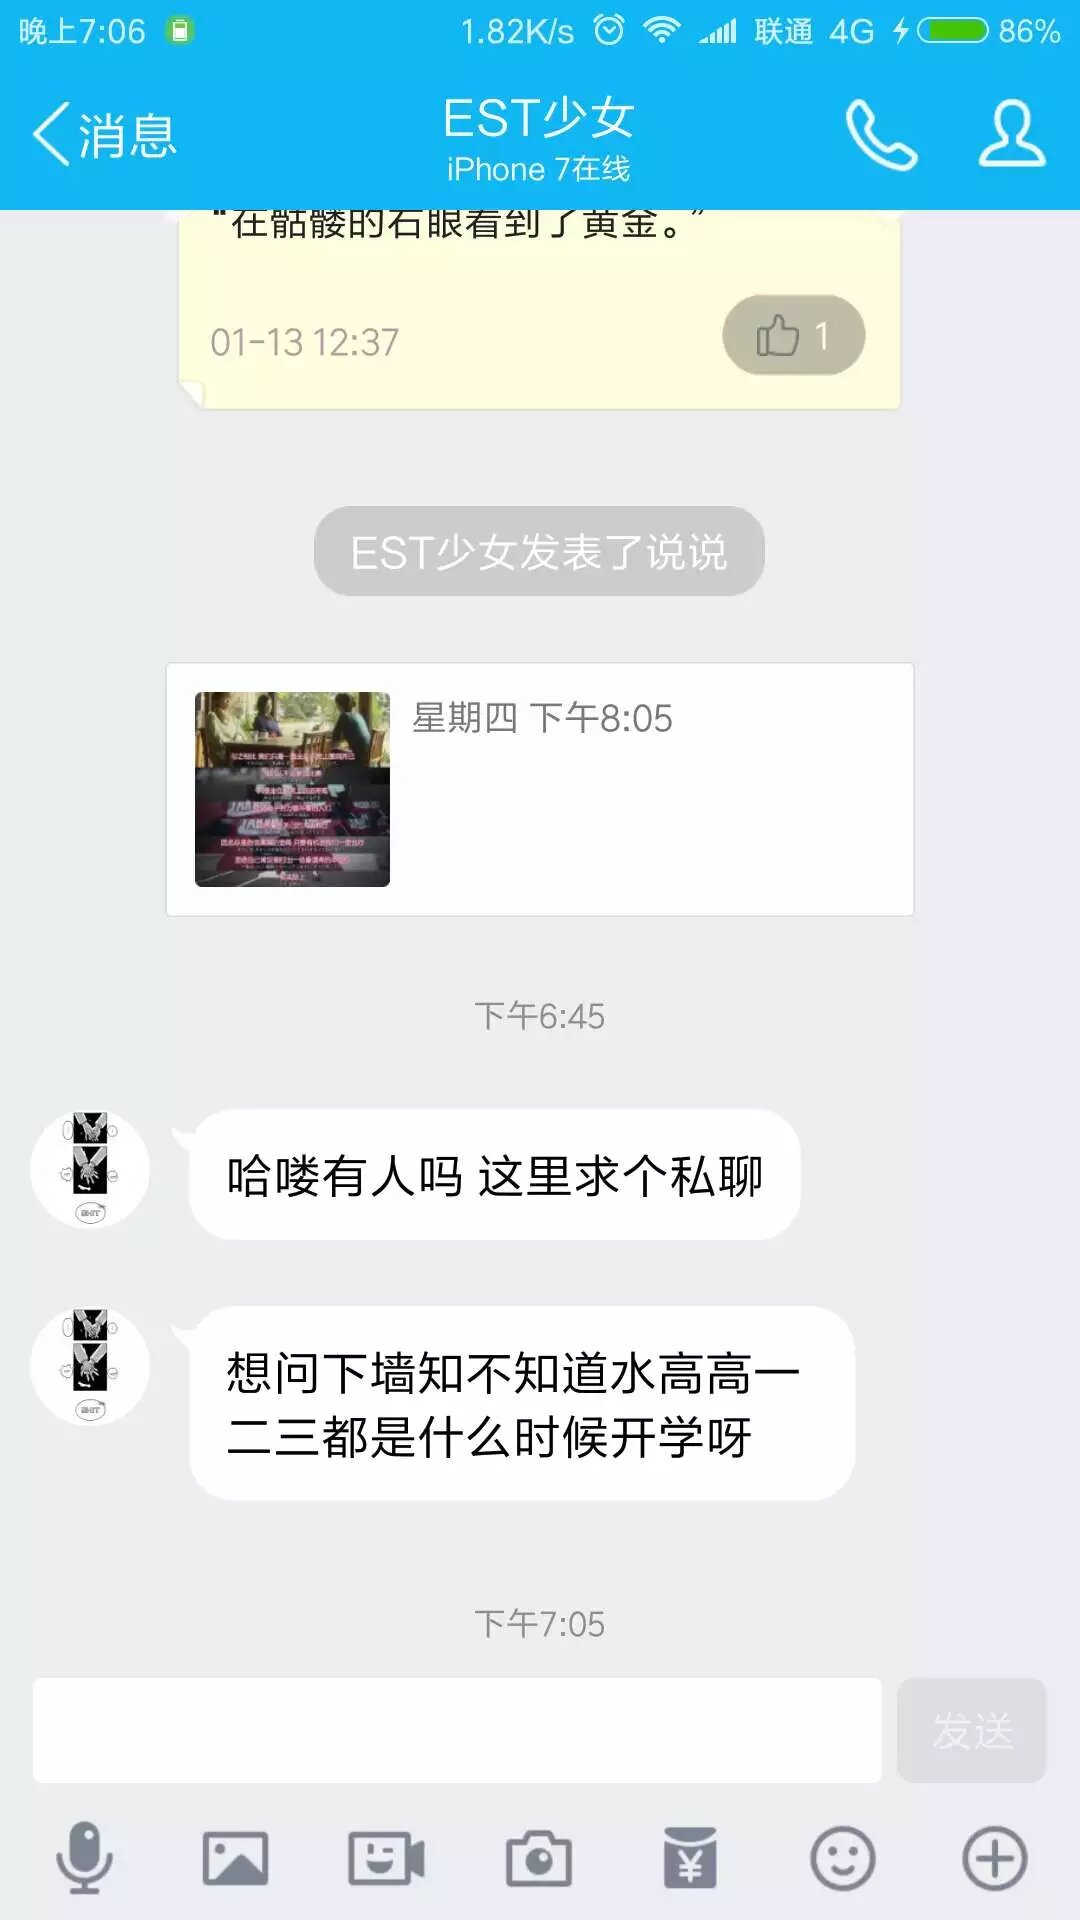 晚上7:06
1.82K/s
联通 4G
86%
消息
EST少女
iPhone 7在线
“在骷髅的右眼看到了黄金。”
01-13 12:37
1
EST少女发表了说说
星期四 下午8:05
下午6:45
哈喽有人吗 这里求个私聊
想问下墙知不知道水高高一
二三都是什么时候开学呀
下午7:05
发送